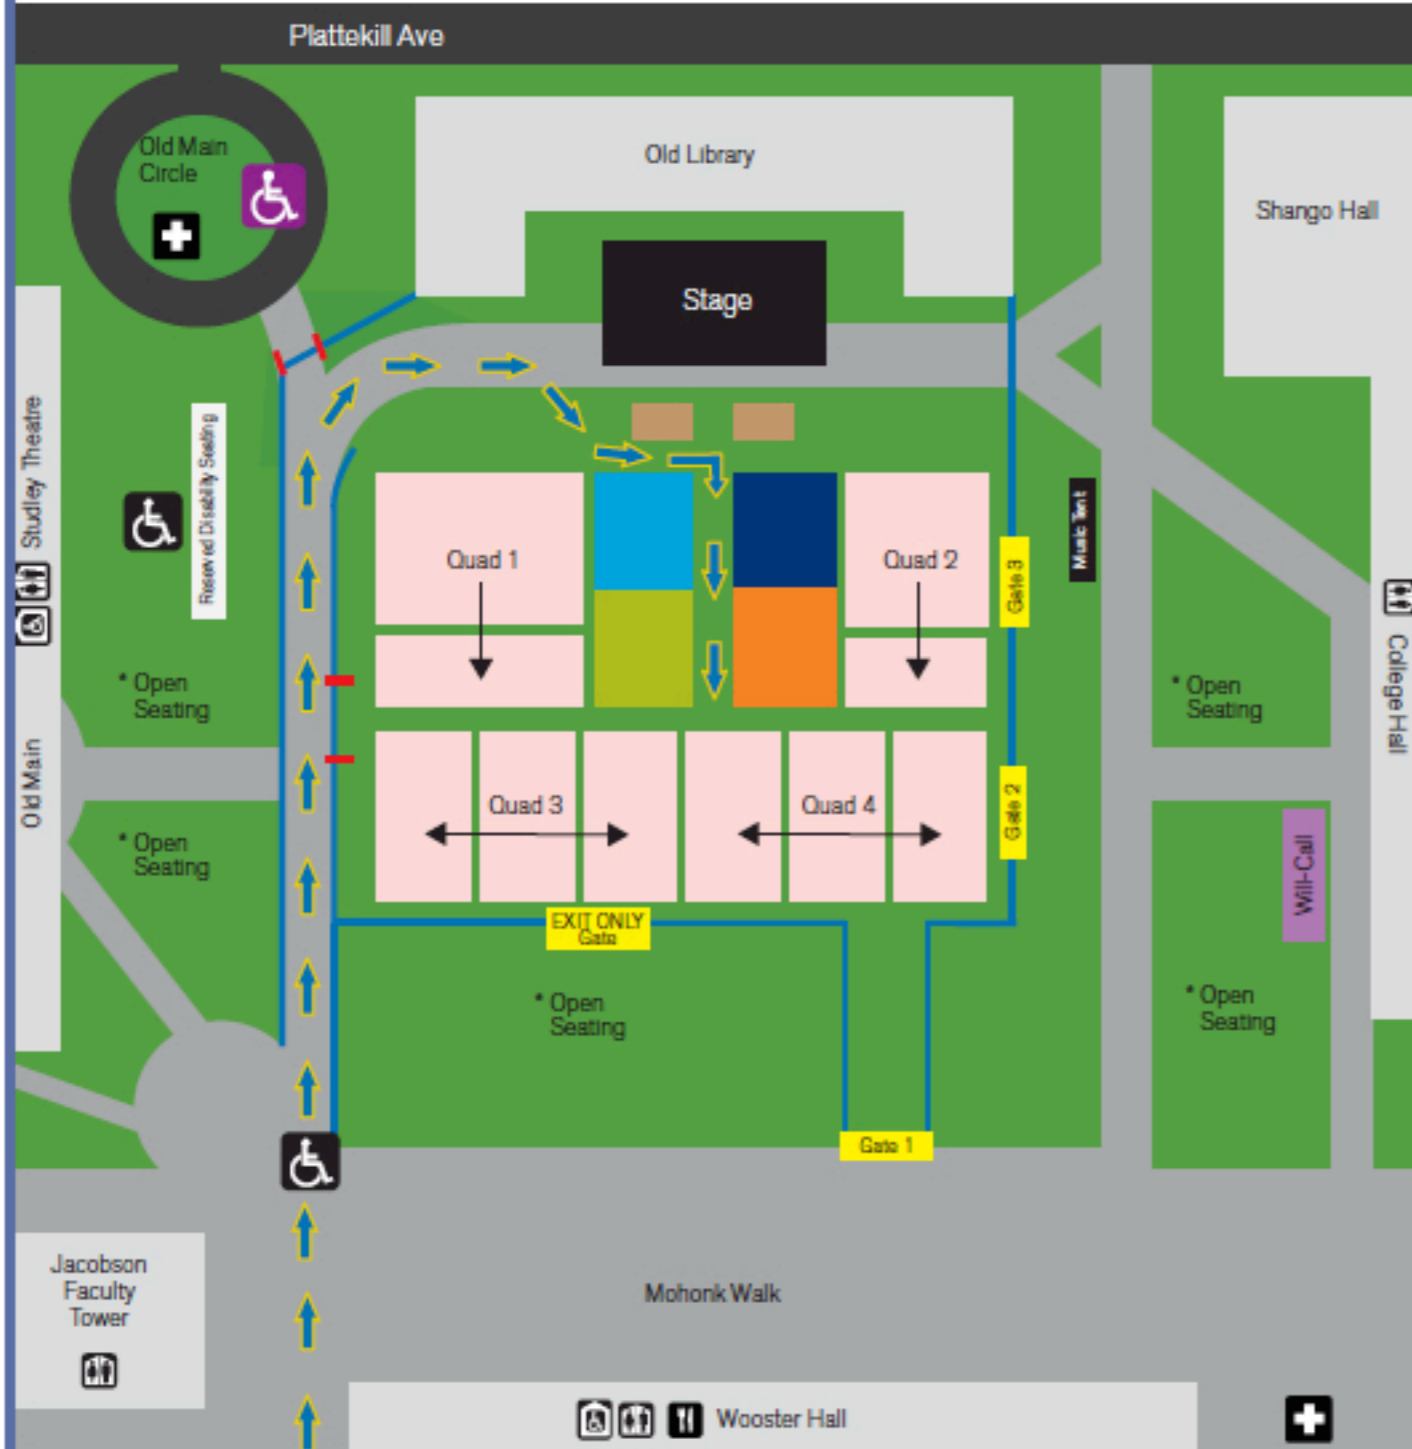 Plattekill Ave
Old Main
Circle
Old Library
Shango Hall
Stage
Studley Theatre
Reserved Disability Seating
Quad 1
Quad 2
Gate 3
Music Tent
College Hall
* Open
Seating
* Open
Seating
Old Main
* Open
Seating
Quad 3
Quad 4
Gate 2
Will-Call
EXIT ONLY
Gate
* Open
Seating
* Open
Seating
Gate 1
Jacobson
Faculty
Tower
Mohonk Walk
Wooster Hall